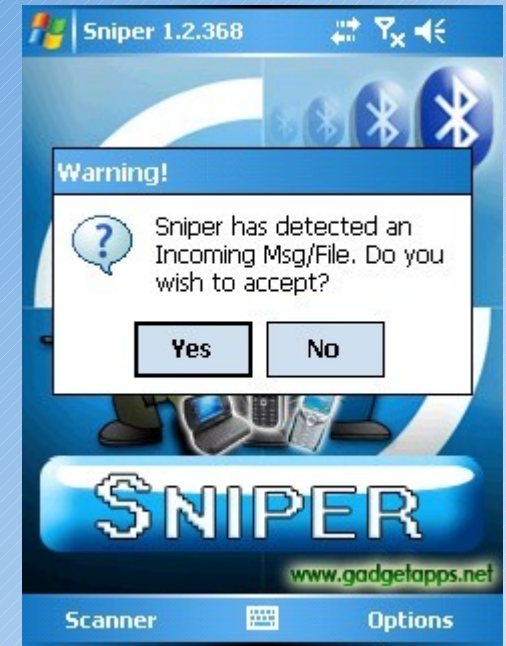 Sniper 1.2.368
Warning!
Sniper has detected an
Incoming Msg/File. Do you
wish to accept?
Yes No
SNIPER
www.gadgetapps.net
Scanner Options